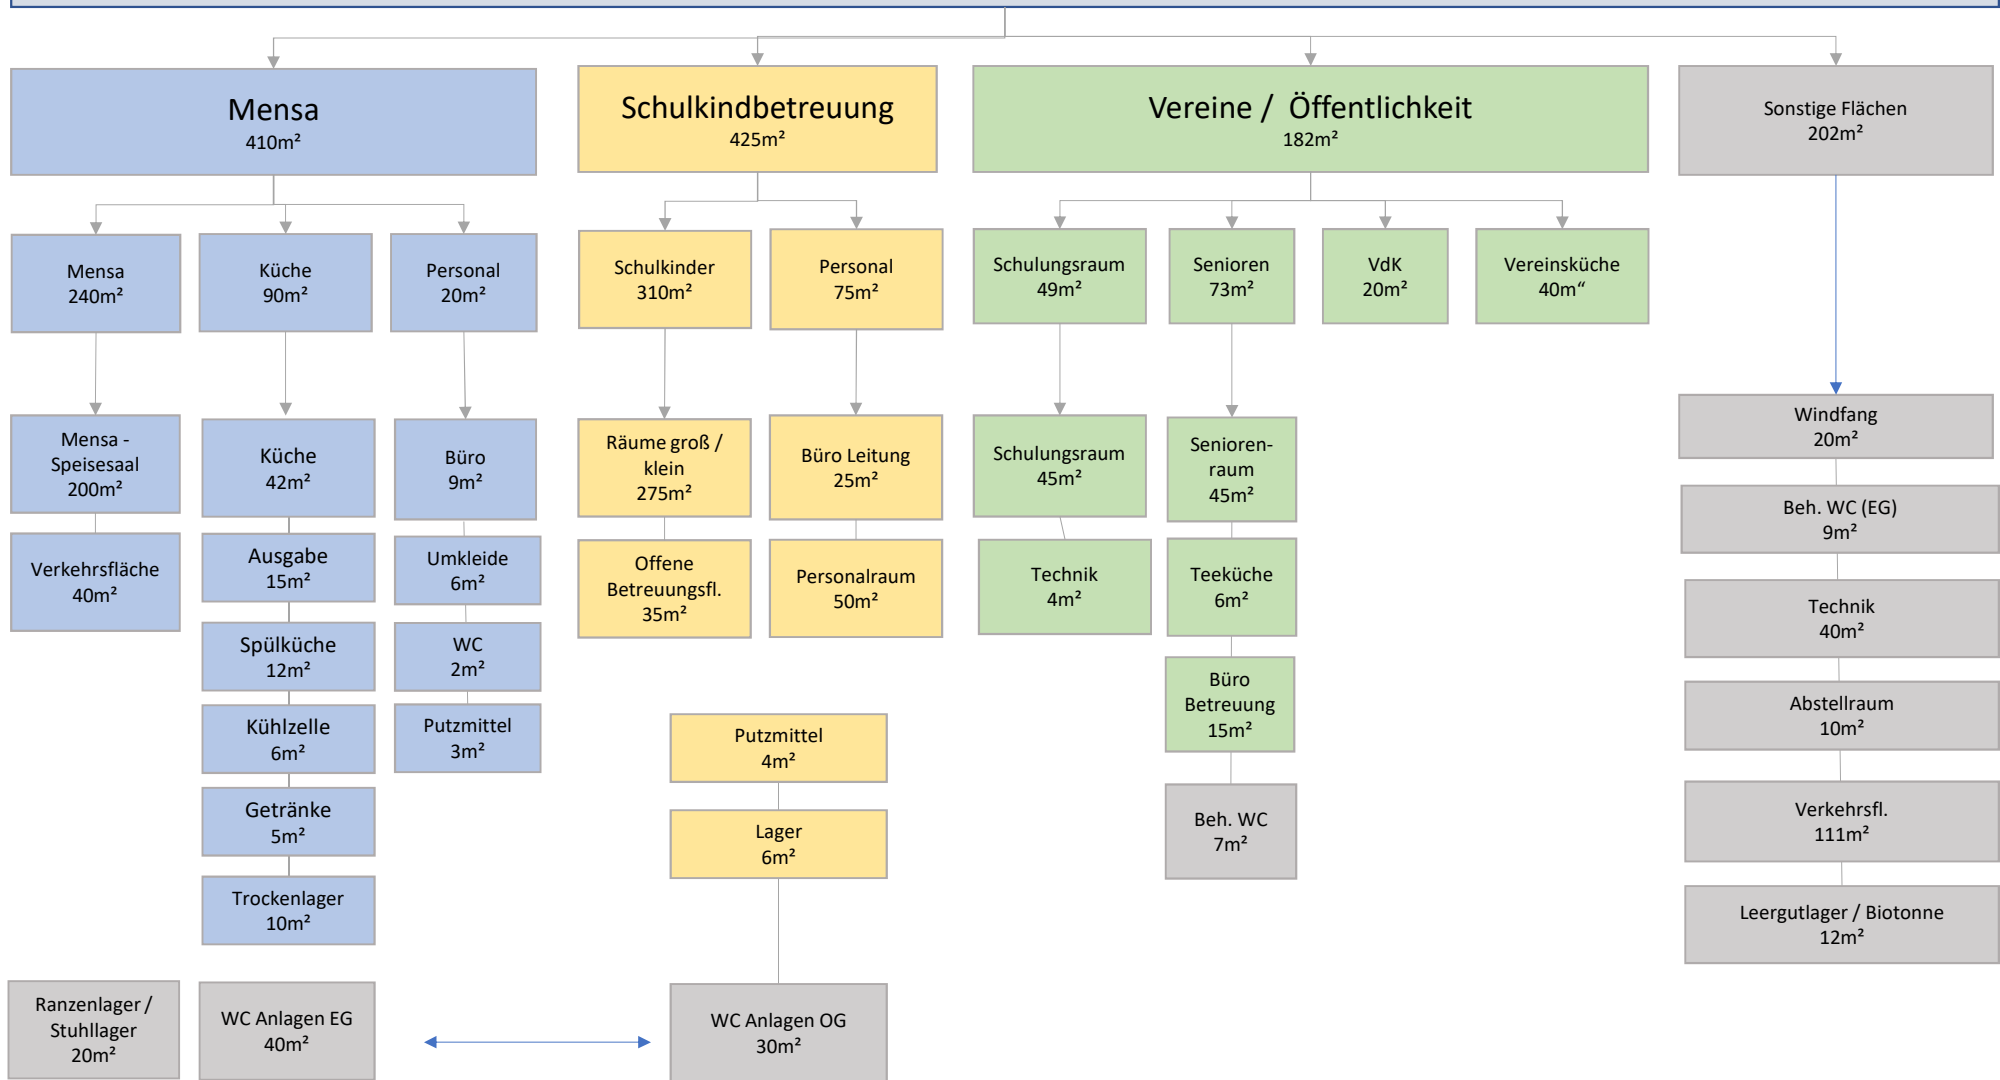 Mensa
410m²
Schulkindbetreuung
425m²
Vereine / Öffentlichkeit
182m²
Sonstige Flächen
202m²
Mensa
240m²
Küche
90m²
Personal
20m²
Schulkinder
310m²
Personal
75m²
Schulungsraum
49m²
Senioren
73m²
VdK
20m²
Vereinsküche
40m“
Mensa -
Speisesaal
200m²
Verkehrsfläche
40m²
Küche
42m²
Ausgabe
15m²
Spülküche
12m²
Kühlzelle
6m²
Getränke
5m²
Trockenlager
10m²
Büro
9m²
Umkleide
6m²
WC
2m²
Putzmittel
3m²
Räume groß /
klein
275m²
Offene
Betreuungsfl.
35m²
Büro Leitung
25m²
Personalraum
50m²
Putzmittel
4m²
Lager
6m²
Schulungsraum
45m²
Technik
4m²
Senioren-
raum
45m²
Teeküche
6m²
Büro
Betreuung
15m²
Beh. WC
7m²
Windfang
20m²
Beh. WC (EG)
9m²
Technik
40m²
Abstellraum
10m²
Verkehrsfl.
111m²
Leergutlager / Biotonne
12m²
Ranzenlager /
Stuhllager
20m²
WC Anlagen EG
40m²
WC Anlagen OG
30m²